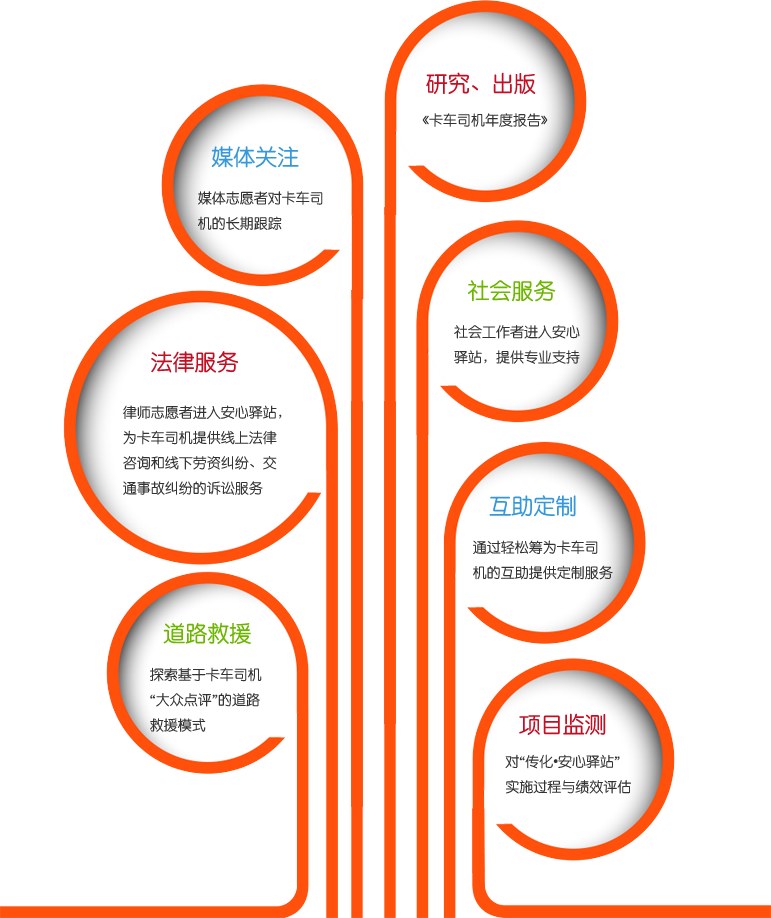 研究、出版
《卡车司机年度报告》
媒体关注
媒体志愿者对卡车司
机的长期跟踪
社会服务
社会工作者进入安心
驿站，提供专业支持
法律服务
律师志愿者进入安心驿站，
为卡车司机提供线上法律
咨询和线下劳资纠纷、交
通事故纠纷的诉讼服务
互助定制
通过轻松筹为卡车司
机的互助提供定制服务
道路救援
探索基于卡车司机
“大众点评”的道路
救援模式
项目监测
对“传化•安心驿站”
实施过程与绩效评估